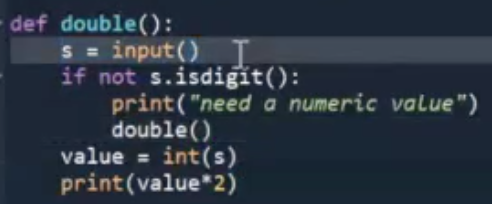 def double():
    s = input()
    if not s.isdigit():
        print("need a numeric value")
        double()
    value = int(s)
    print(value*2)